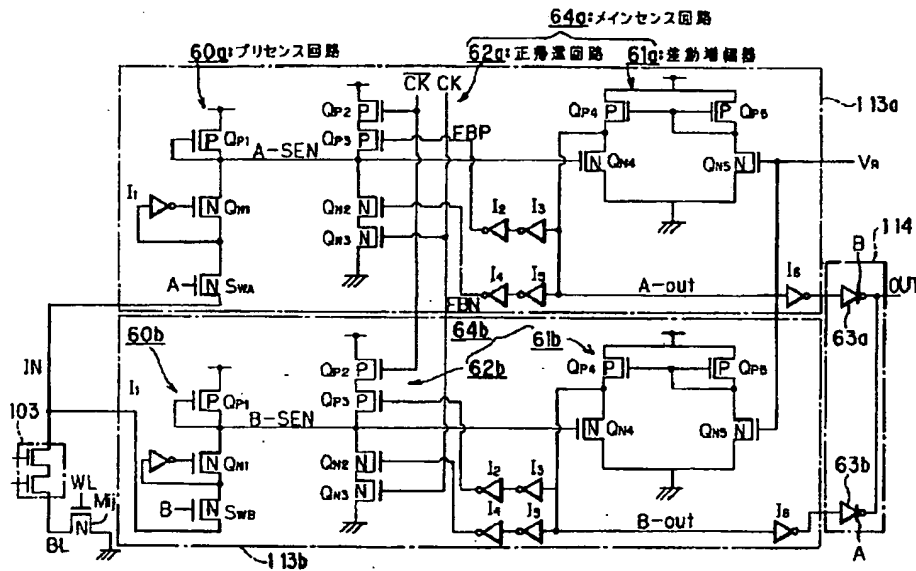 64a:メインセンス回路
60a:プリセンス回路
62a:正帰還回路
61a:差動増幅器
CK CK
QP2
QP4
QP6
113a
QP1
QP3
FBP
A-SEN
QN4
QN5
VR
I1
QN1
QN2
I2
I3
114
QN3
I4
I5
I6
B
OUT
A
SWA
FBN
A-out
63a
IN
60b
64b
61b
QP2
62b
QP4
QP6
I1
QP1
QP3
103
B-SEN
QN4
QN5
QN1
QN2
I2
I3
63b
WL
Mij
QN3
I4
I5
I6
B
SWB
BL
B-out
A
113b